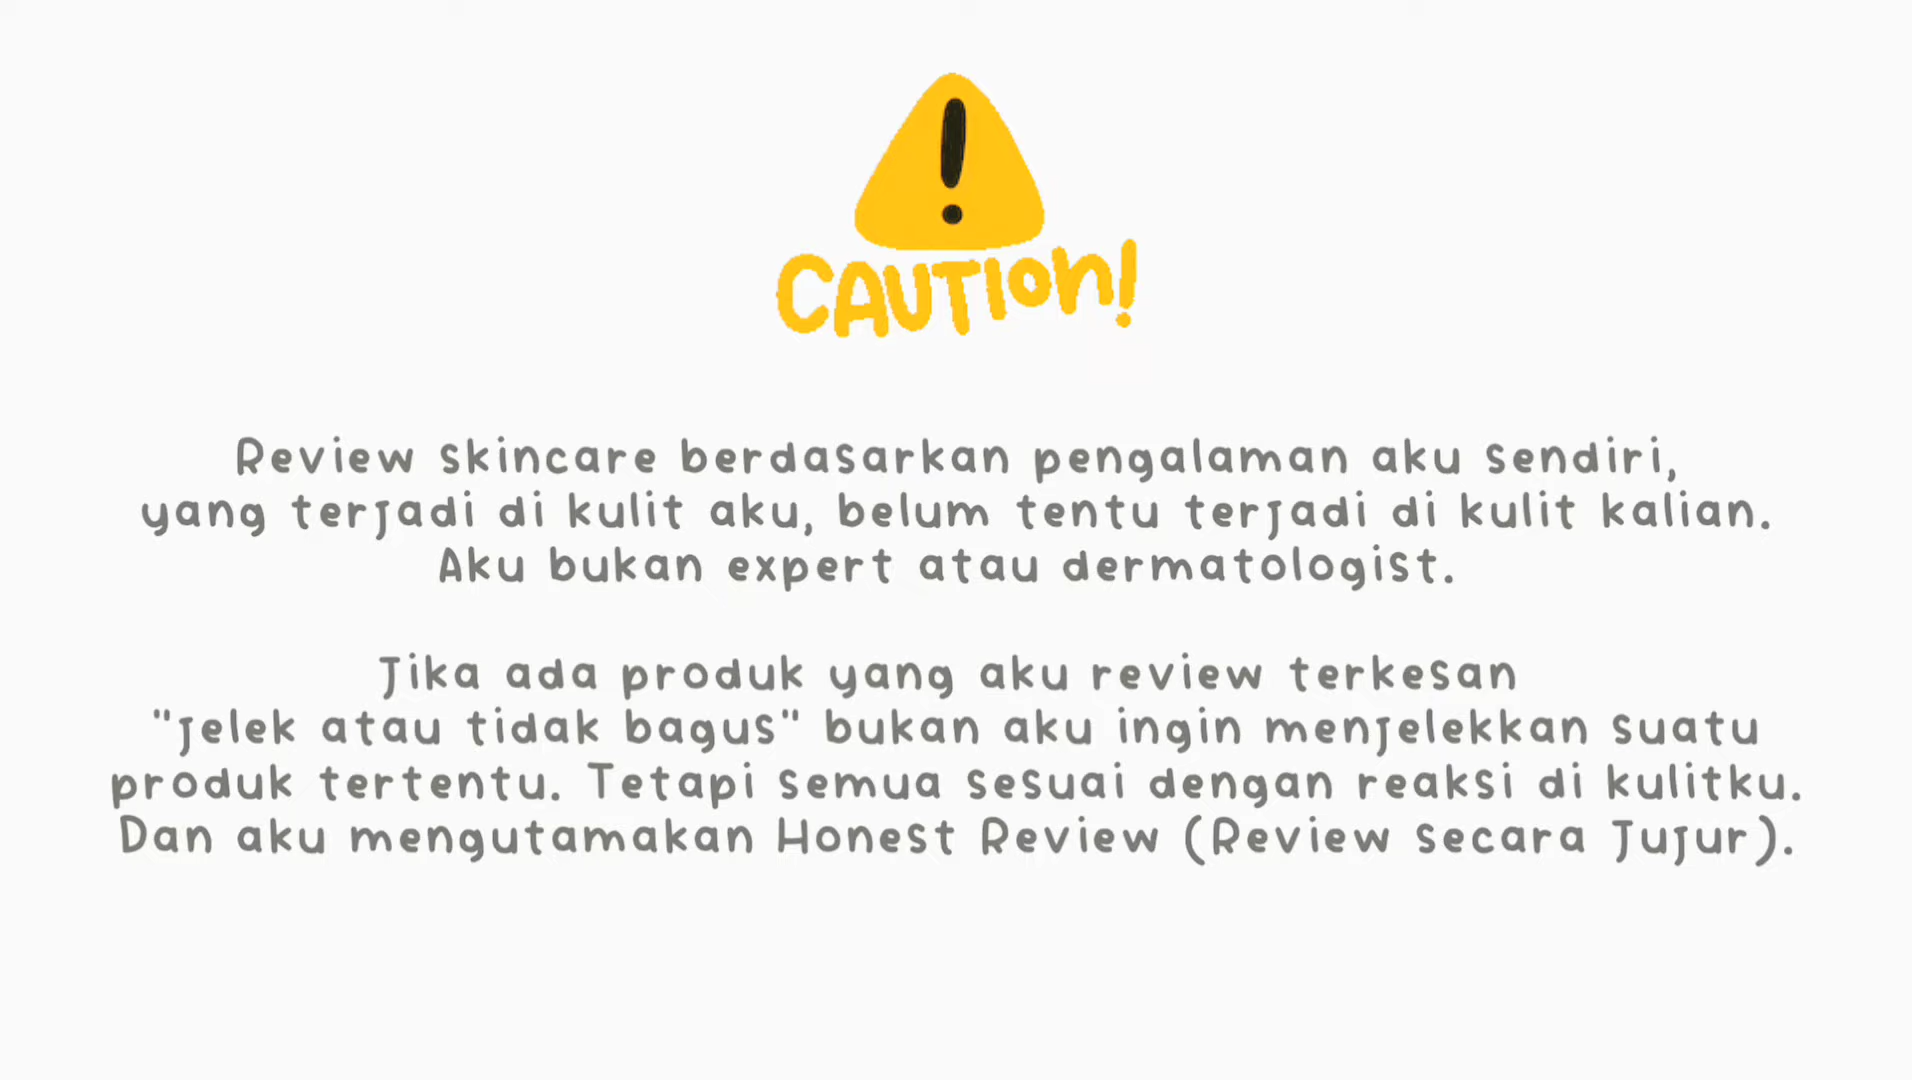 CAUTION!
Review skincare berdasarkan pengalaman aku sendiri,
yang terjadi di kulit aku, belum tentu terjadi di kulit kalian.
Aku bukan expert atau dermatologist.
Jika ada produk yang aku review terkesan
"jelek atau tidak bagus" bukan aku ingin menjelekkan suatu
produk tertentu. Tetapi semua sesuai dengan reaksi di kulitku.
Dan aku mengutamakan Honest Review (Review secara Jujur).